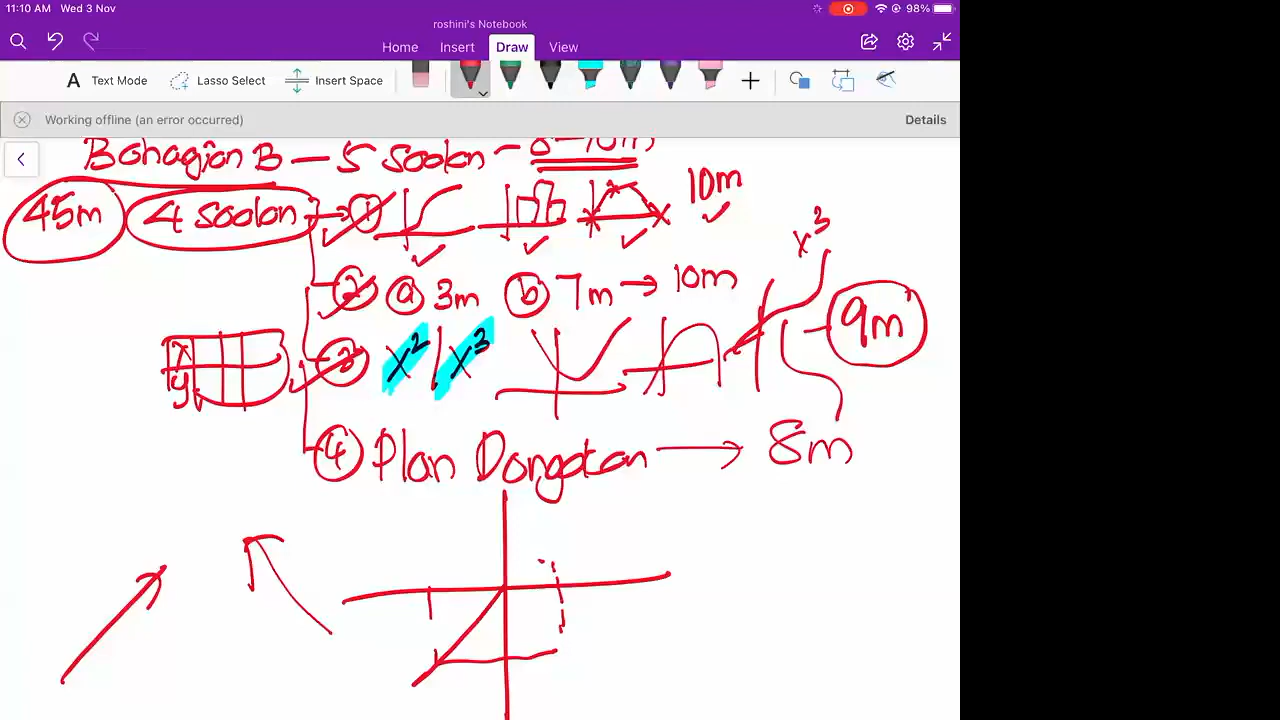 11:10 AM Wed 3 Nov 98%
roshini's Notebook
Home Insert Draw View
A Text Mode Lasso Select Insert Space
Working offline (an error occurred) Details
Bahagian B — 5 Soalan — 8-10m
45m 4 Soalan → ① 10m
② ⓐ 3m ⓑ 7m → 10m
x³
x
y
③ x² / x³ 9m
④ Plan Dongatan → 8m